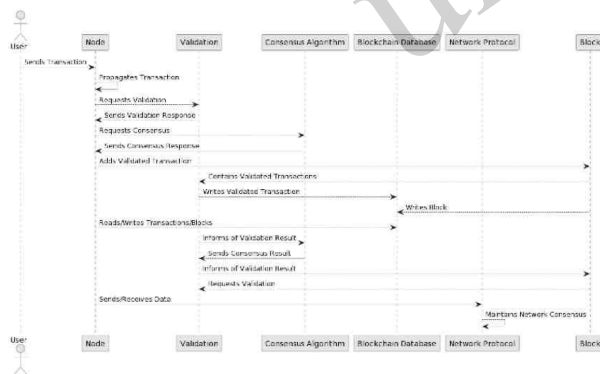 User
Node
Validation
Consensus Algorithm
Blockchain Database
Network Protocol
Block
Sends Transaction
Propagates Transaction
Requests Validation
Sends Validation Response
Requests Consensus
Sends Consensus Response
Adds Validated Transaction
Contains Validated Transactions
Writes Validated Transaction
Writes Block
Reads/Writes Transactions/Blocks
Informs of Validation Result
Sends Consensus Result
Informs of Validation Result
Requests Validation
Sends/Receives Data
Maintains Network Consensus
User
Node
Validation
Consensus Algorithm
Blockchain Database
Network Protocol
Block